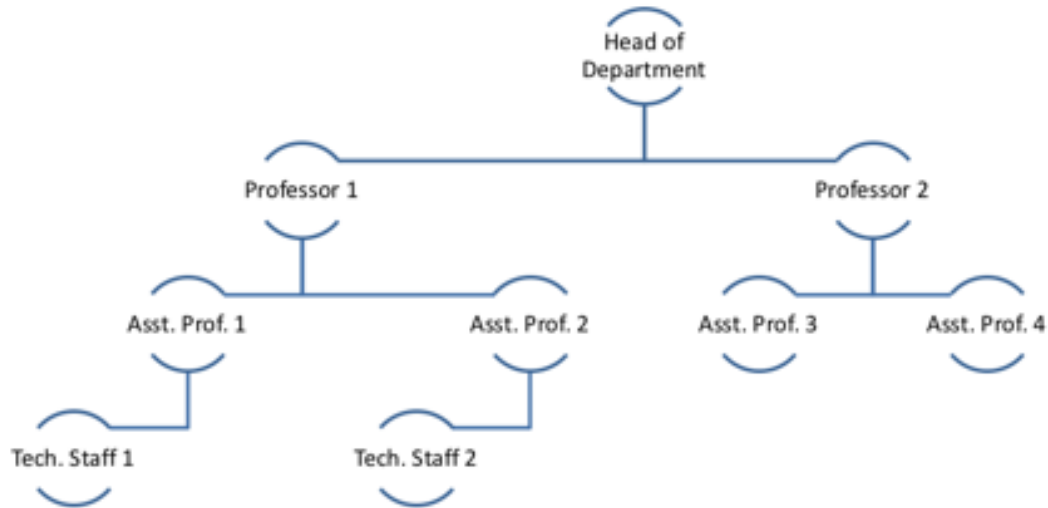 Head of
Department
Professor 1
Professor 2
Asst. Prof. 1
Asst. Prof. 2
Asst. Prof. 3
Asst. Prof. 4
Tech. Staff 1
Tech. Staff 2